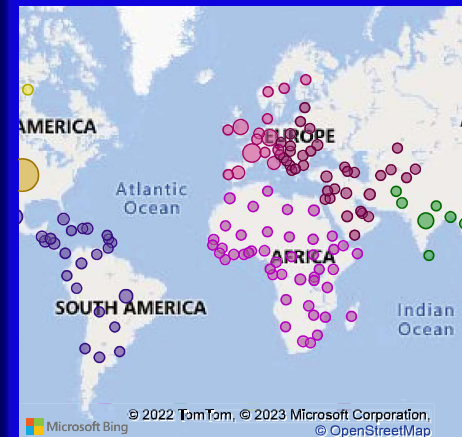 AMERICA
EUROPE
Atlantic
Ocean
AFRICA
SOUTH AMERICA
Indian
Ocean
Microsoft Bing
© 2022 TomTom, © 2023 Microsoft Corporation,
© OpenStreetMap